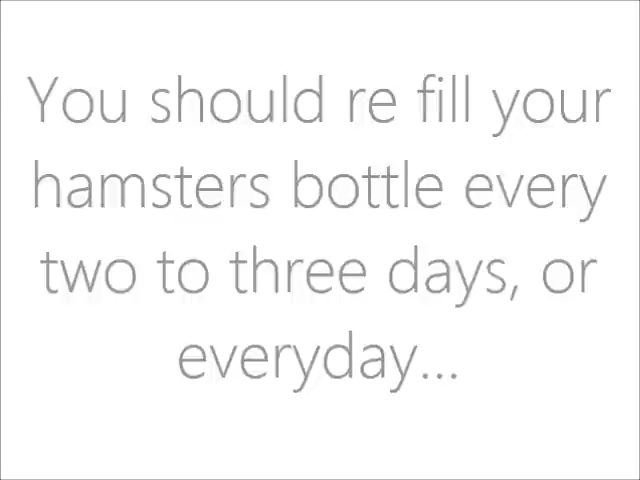 You should re fill your
hamsters bottle every
two to three days, or
everyday...